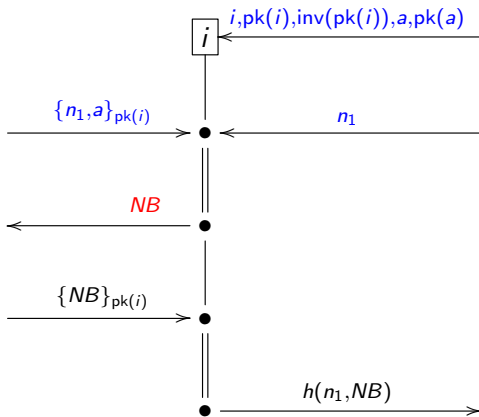 i,pk(i),inv(pk(i)),a,pk(a)
i
{n₁,a}pk(i)
n₁
NB
{NB}pk(i)
h(n₁,NB)